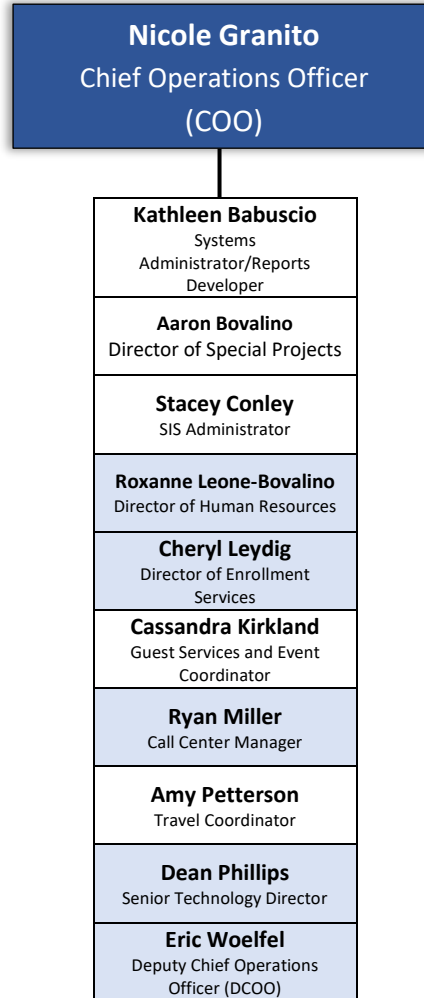 Nicole Granito
Chief Operations Officer
(COO)
Kathleen Babuscio
Systems
Administrator/Reports
Developer
Aaron Bovalino
Director of Special Projects
Stacey Conley
SIS Administrator
Roxanne Leone-Bovalino
Director of Human Resources
Cheryl Leydig
Director of Enrollment
Services
Cassandra Kirkland
Guest Services and Event
Coordinator
Ryan Miller
Call Center Manager
Amy Petterson
Travel Coordinator
Dean Phillips
Senior Technology Director
Eric Woelfel
Deputy Chief Operations
Officer (DCOO)